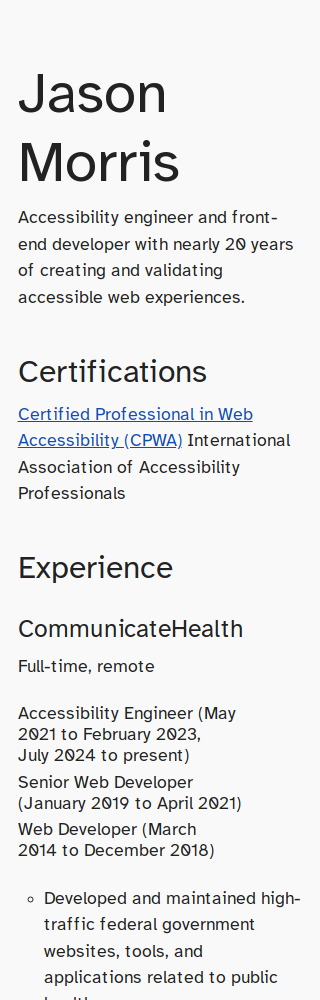 Jason
Morris
Accessibility engineer and front-
end developer with nearly 20 years
of creating and validating
accessible web experiences.
Certifications
Certified Professional in Web
Accessibility (CPWA) International
Association of Accessibility
Professionals
Experience
CommunicateHealth
Full-time, remote
Accessibility Engineer (May
2021 to February 2023,
July 2024 to present)
Senior Web Developer
(January 2019 to April 2021)
Web Developer (March
2014 to December 2018)
Developed and maintained high-
traffic federal government
websites, tools, and
applications related to public